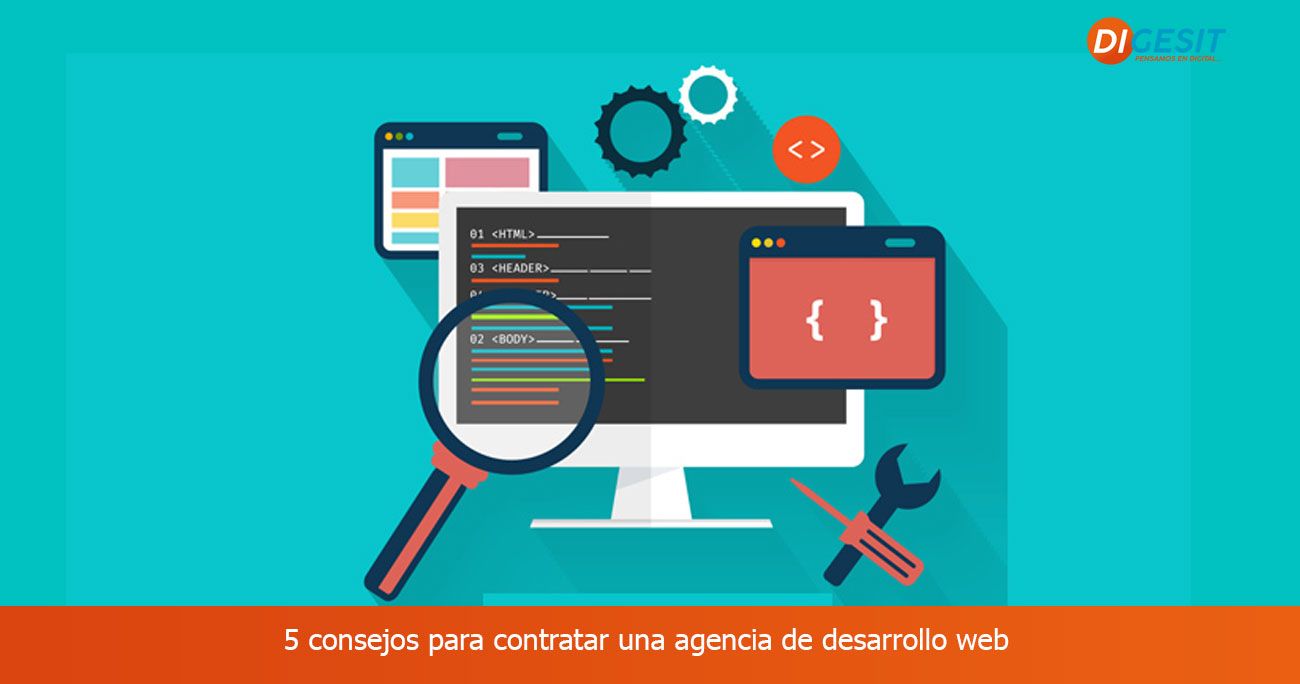 DIGESIT
PENSAMOS EN DIGITAL...
< >
01 <HTML>
03 <HEADER>
02 <BODY>
{ }
5 consejos para contratar una agencia de desarrollo web